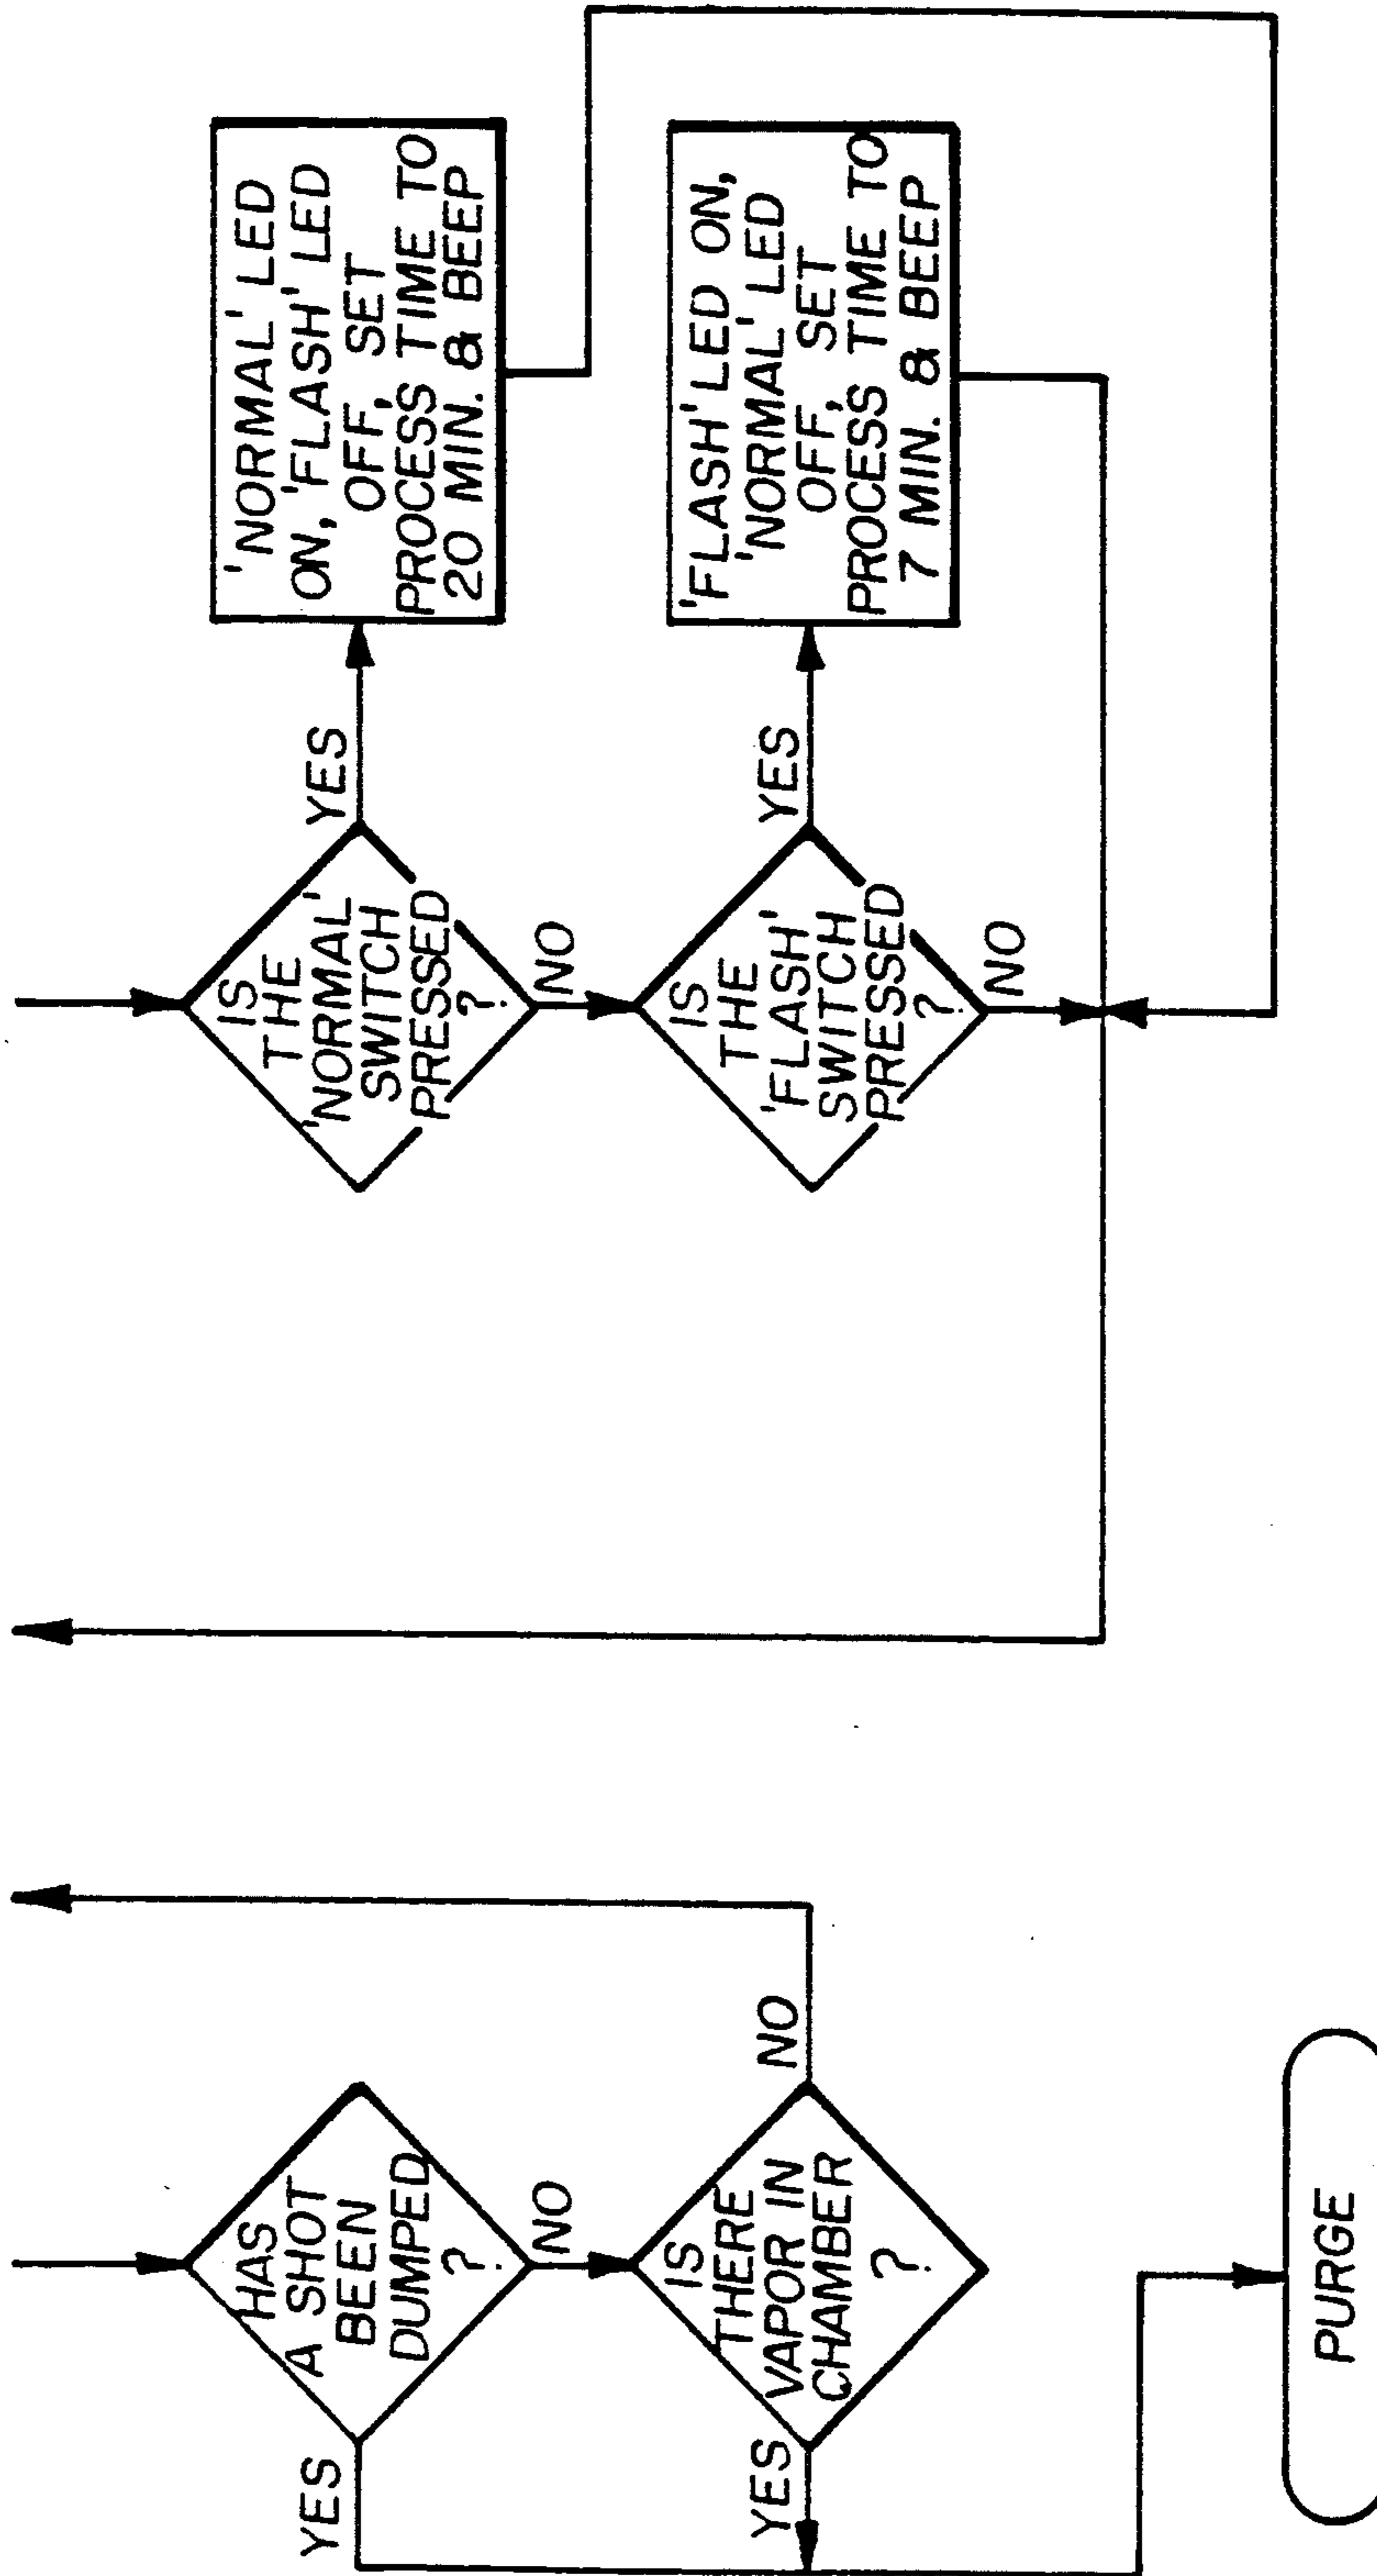 HAS
A SHOT
BEEN
DUMPED
?
YES
NO
IS
THERE
VAPOR IN
CHAMBER
?
YES
NO
PURGE
IS
THE
'NORMAL'
SWITCH
PRESSED
?
YES
NO
'NORMAL' LED
ON, 'FLASH' LED
OFF, SET
PROCESS TIME TO
20 MIN. & BEEP
IS
THE
'FLASH'
SWITCH
PRESSED
?
YES
NO
'FLASH' LED ON,
'NORMAL' LED
OFF, SET
PROCESS TIME TO
7 MIN. & BEEP